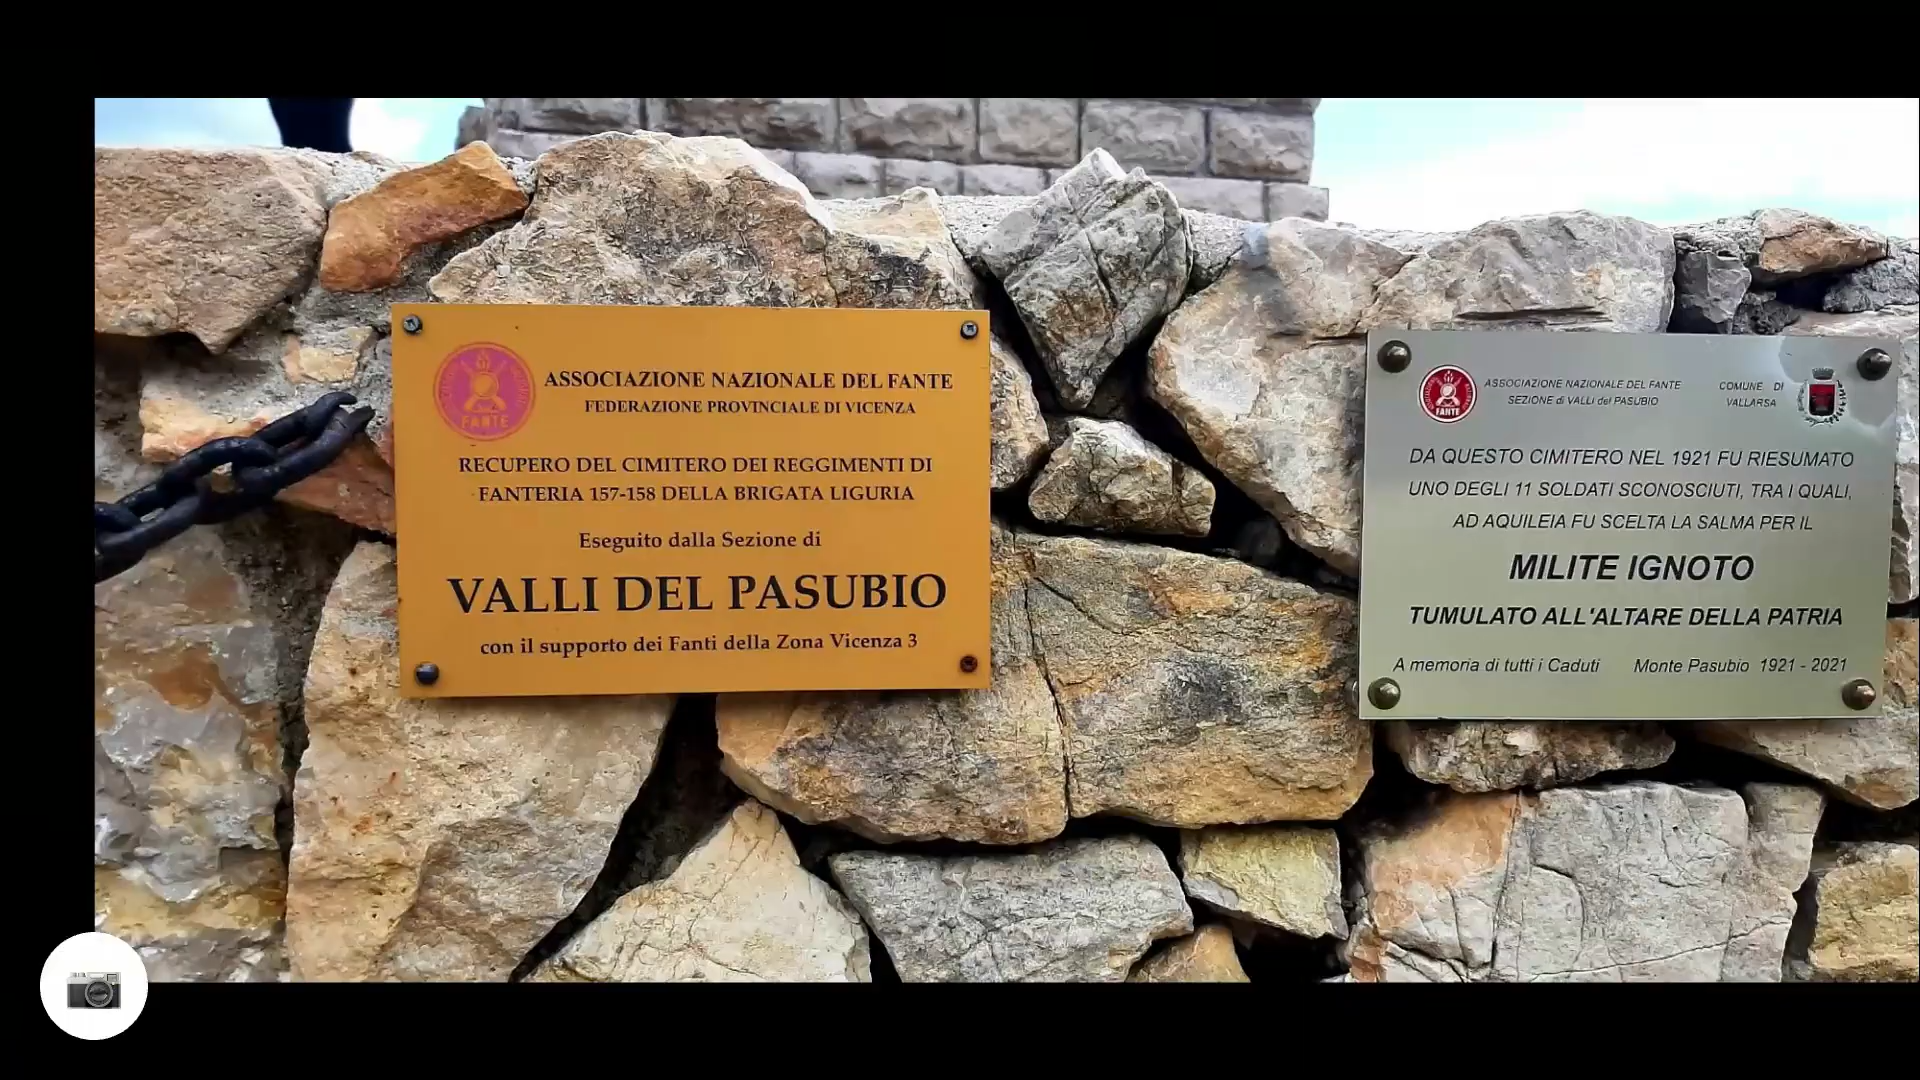 ASSOCIAZIONE NAZIONALE DEL FANTE
FEDERAZIONE PROVINCIALE DI VICENZA
FANTE
RECUPERO DEL CIMITERO DEI REGGIMENTI DI
FANTERIA 157-158 DELLA BRIGATA LIGURIA
Eseguito dalla Sezione di
VALLI DEL PASUBIO
con il supporto dei Fanti della Zona Vicenza 3
ASSOCIAZIONE NAZIONALE DEL FANTE
SEZIONE di VALLI del PASUBIO
FANTE
COMUNE DI
VALLARSA
DA QUESTO CIMITERO NEL 1921 FU RIESUMATO
UNO DEGLI 11 SOLDATI SCONOSCIUTI, TRA I QUALI,
AD AQUILEIA FU SCELTA LA SALMA PER IL
MILITE IGNOTO
TUMULATO ALL'ALTARE DELLA PATRIA
A memoria di tutti i Caduti Monte Pasubio 1921 - 2021